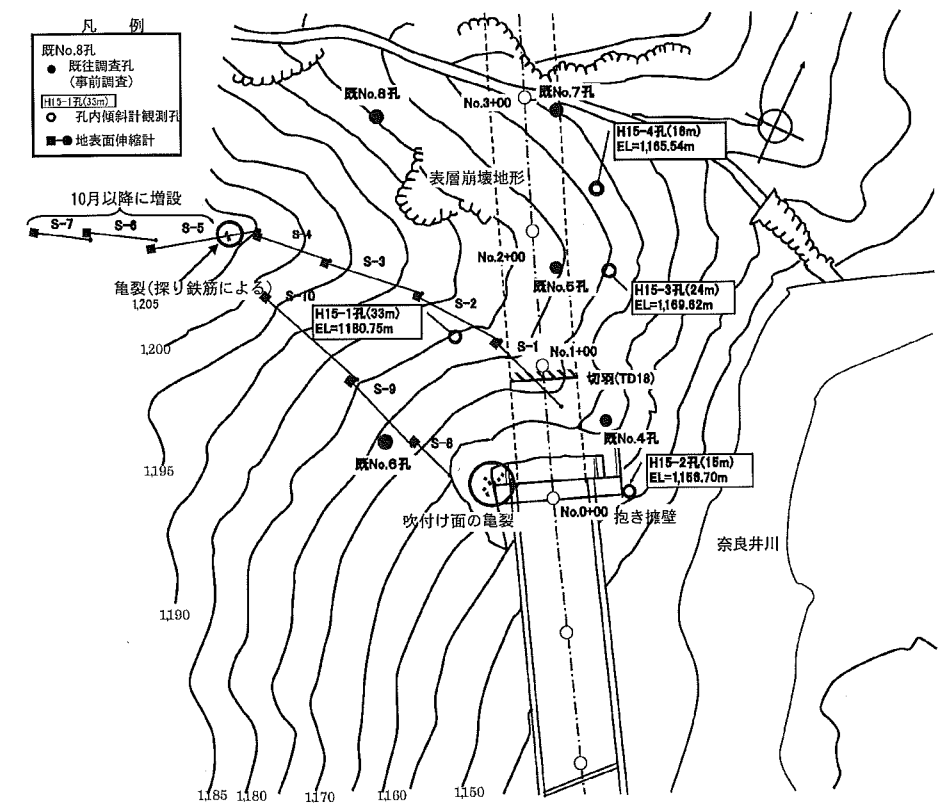 凡 例
既No.8孔
既往調査孔
(事前調査)
H15-1孔(33m)
孔内傾斜計観測孔
地表面伸縮計
10月以降に増設
S-7
S-6
S-5
S-4
S-3
S-2
S-1
S-10
S-9
S-8
亀裂(探り鉄筋による)
既No.8孔
No.3+00
既No.7孔
H15-4孔(16m)
EL=1,165.54m
表層崩壊地形
No.2+00
既No.5孔
H15-3孔(24m)
EL=1,169.62m
H15-1孔(33m)
EL=1180.75m
No.1+00
切羽(TD18)
既No.4孔
既No.6孔
H15-2孔(15m)
EL=1,156.70m
吹付け面の亀裂
No.0+00
抱き擁壁
奈良井川
1,205
1,200
1,195
1,190
1,185
1,180
1,170
1,160
1,150